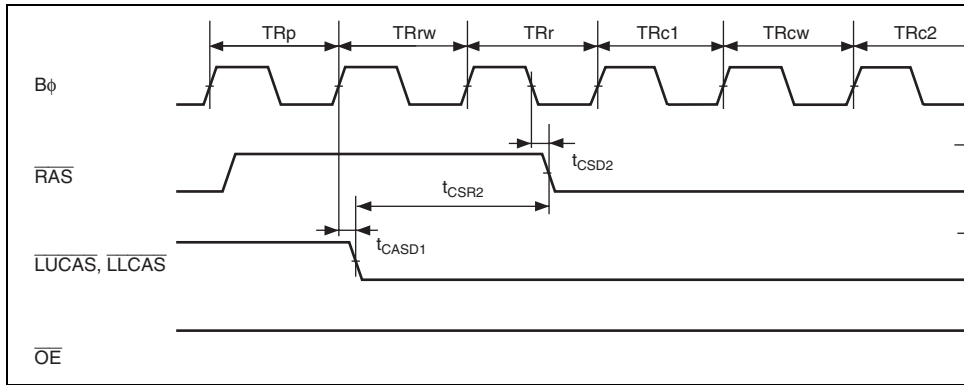 TRp TRrw TRr TRc1 TRcw TRc2
Bϕ
RAS
tCSD2
tCSR2
tCASD1
LUCAS, LLCAS
OE